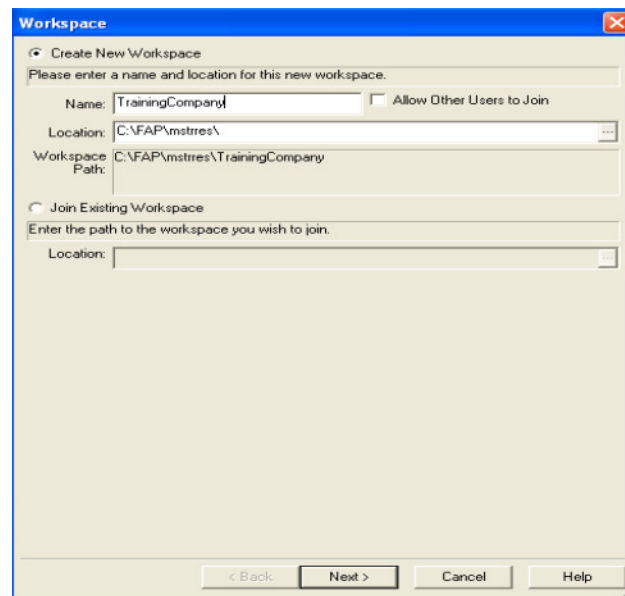 Workspace
Create New Workspace
Please enter a name and location for this new workspace.
Name: TrainingCompany Allow Other Users to Join
Location: C:\FAP\mstrres\ ...
Workspace Path: C:\FAP\mstrres\TrainingCompany
Join Existing Workspace
Enter the path to the workspace you wish to join.
Location: ...
< Back Next > Cancel Help